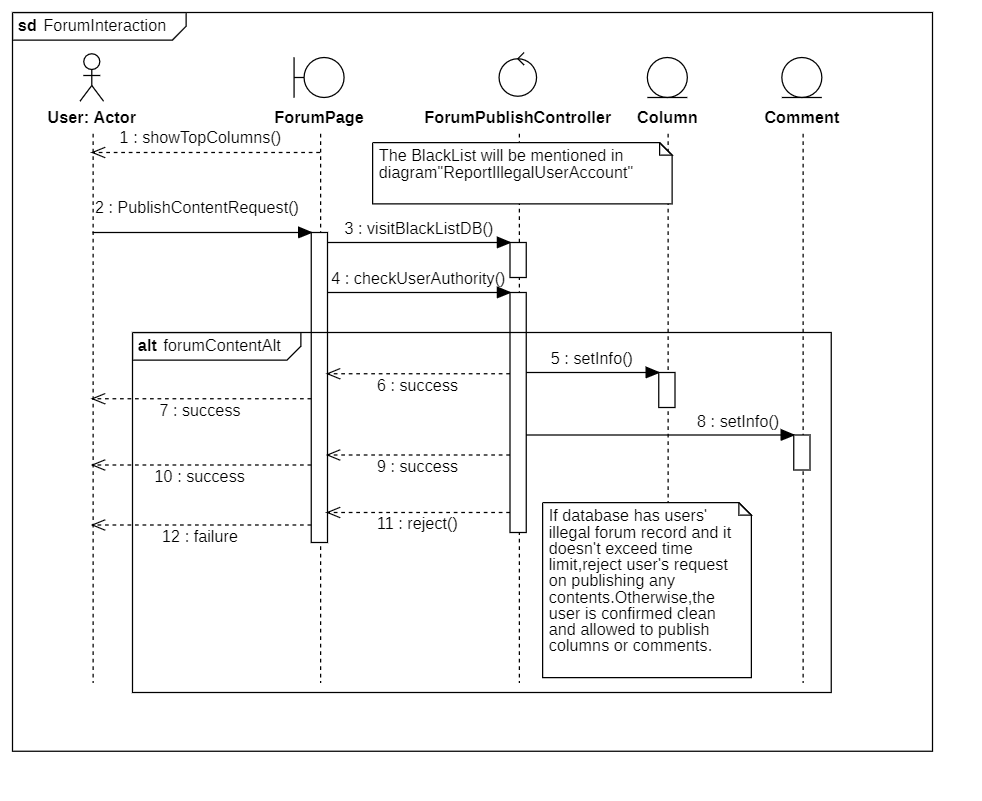 sd ForumInteraction
User: Actor
ForumPage
ForumPublishController
Column
Comment
1 : showTopColumns()
The BlackList will be mentioned in
diagram"ReportIllegalUserAccount"
2 : PublishContentRequest()
3 : visitBlackListDB()
4 : checkUserAuthority()
alt forumContentAlt
5 : setInfo()
6 : success
7 : success
8 : setInfo()
9 : success
10 : success
11 : reject()
12 : failure
If database has users'
illegal forum record and it
doesn't exceed time
limit,reject user's request
on publishing any
contents.Otherwise,the
user is confirmed clean
and allowed to publish
columns or comments.